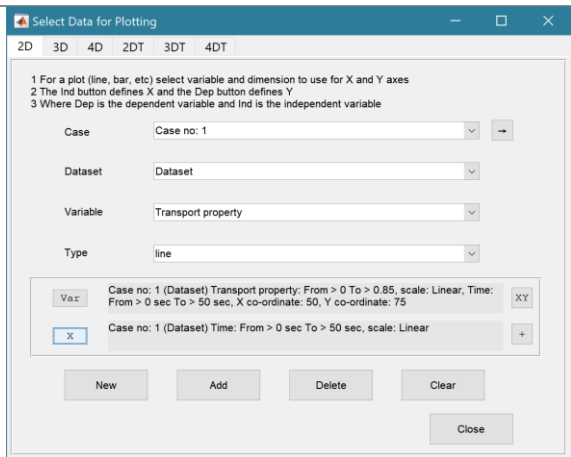 Select Data for Plotting
2D 3D 4D 2DT 3DT 4DT
1 For a plot (line, bar, etc) select variable and dimension to use for X and Y axes
2 The Ind button defines X and the Dep button defines Y
3 Where Dep is the dependent variable and Ind is the independent variable
Case Case no: 1 →
Dataset Dataset
Variable Transport property
Type line
Var Case no: 1 (Dataset) Transport property: From > 0 To > 0.85, scale: Linear, Time: XY
From > 0 sec To > 50 sec, X co-ordinate: 50, Y co-ordinate: 75
X Case no: 1 (Dataset) Time: From > 0 sec To > 50 sec, scale: Linear +
New Add Delete Clear
Close